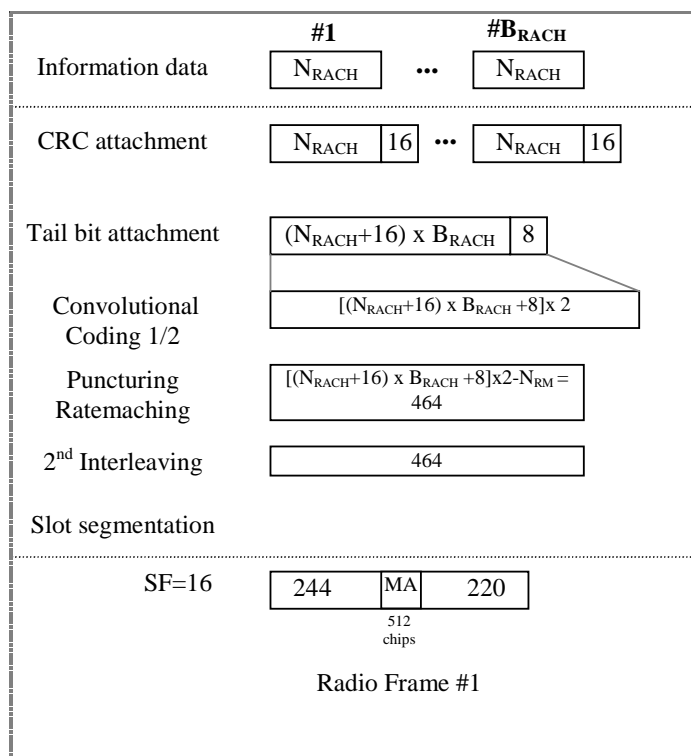 #1 #B_RACH
Information data N_RACH ... N_RACH
CRC attachment N_RACH 16 ... N_RACH 16
Tail bit attachment (N_RACH+16) x B_RACH 8
Convolutional
Coding 1/2
[(N_RACH+16) x B_RACH +8]x 2
Puncturing
Ratemaching
[(N_RACH+16) x B_RACH +8]x2-N_RM =
464
2nd Interleaving 464
Slot segmentation
SF=16 244 MA 220
512
chips
Radio Frame #1